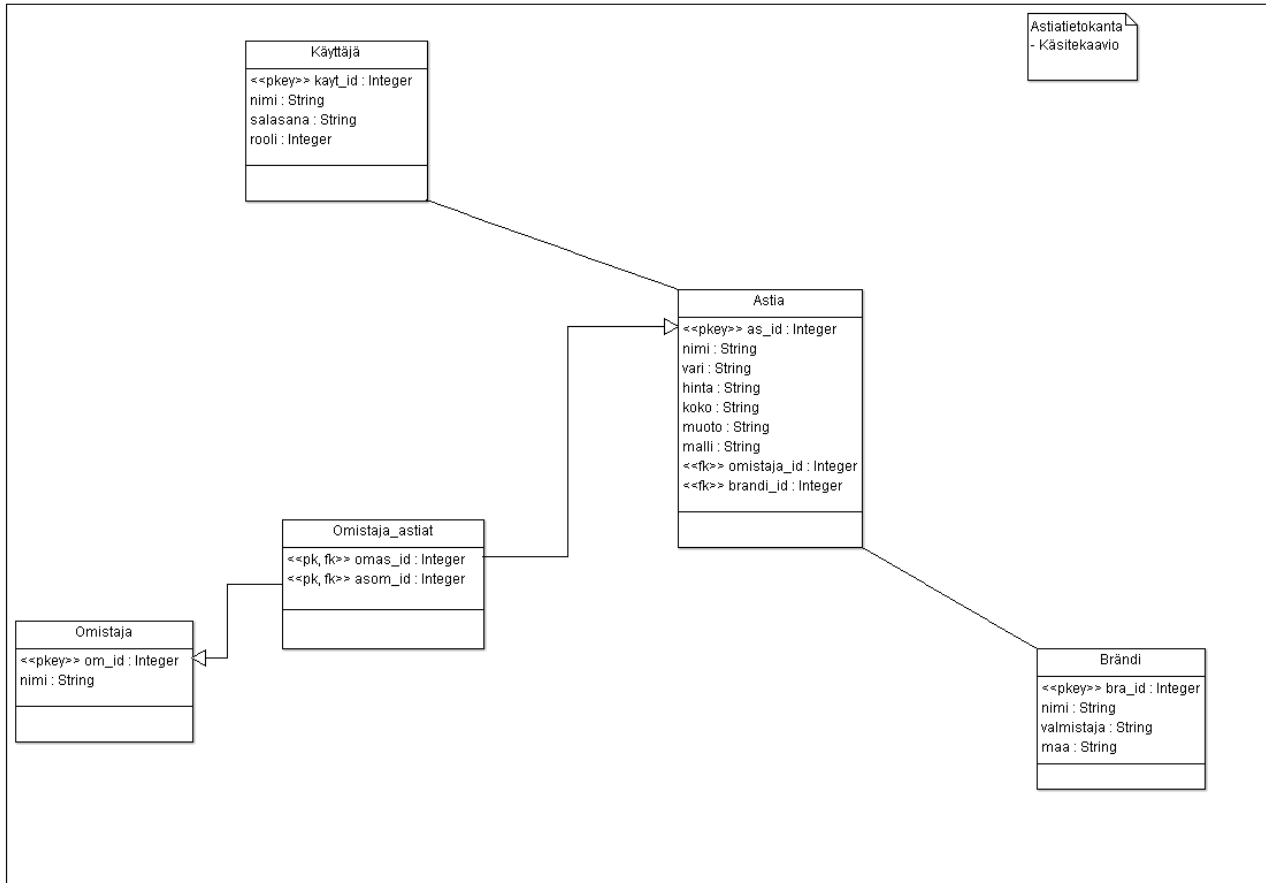 Astiatietokanta
- Käsitekaavio
Käyttäjä
<<pkey>> kayt_id : Integer
nimi : String
salasana : String
rooli : Integer
Astia
<<pkey>> as_id : Integer
nimi : String
vari : String
hinta : String
koko : String
muoto : String
malli : String
<<fk>> omistaja_id : Integer
<<fk>> brandi_id : Integer
Omistaja_astiat
<<pk, fk>> omas_id : Integer
<<pk, fk>> asom_id : Integer
Omistaja
<<pkey>> om_id : Integer
nimi : String
Brändi
<<pkey>> bra_id : Integer
nimi : String
valmistaja : String
maa : String